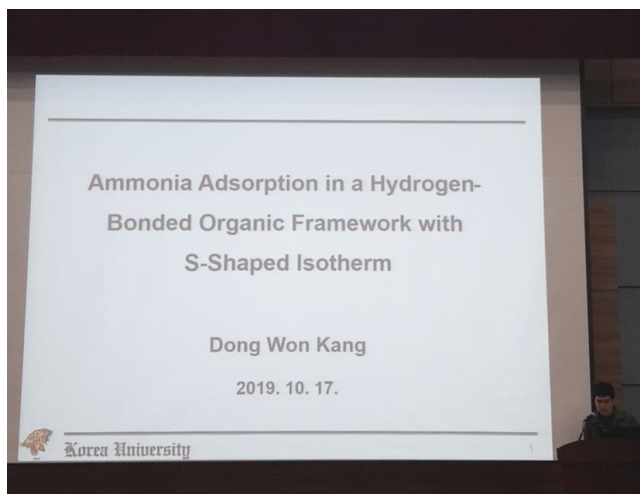 Ammonia Adsorption in a Hydrogen-
Bonded Organic Framework with
S-Shaped Isotherm
Dong Won Kang
2019. 10. 17.
Korea University
1